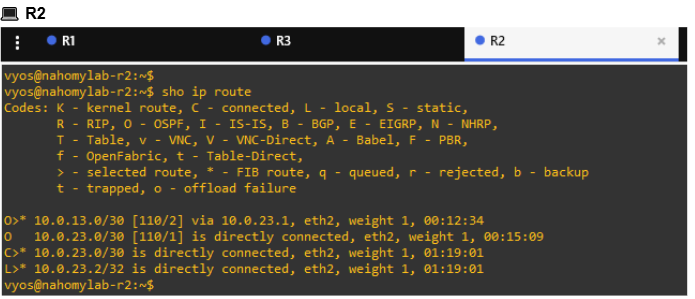 R2
R1 R3 R2
vyos@nahomylab-r2:~$
vyos@nahomylab-r2:~$ sho ip route
Codes: K - kernel route, C - connected, L - local, S - static,
       R - RIP, O - OSPF, I - IS-IS, B - BGP, E - EIGRP, N - NHRP,
       T - Table, v - VNC, V - VNC-Direct, A - Babel, F - PBR,
       f - OpenFabric, t - Table-Direct,
       > - selected route, * - FIB route, q - queued, r - rejected, b - backup
       t - trapped, o - offload failure
O>* 10.0.13.0/30 [110/2] via 10.0.23.1, eth2, weight 1, 00:12:34
O   10.0.23.0/30 [110/1] is directly connected, eth2, weight 1, 00:15:09
C>* 10.0.23.0/30 is directly connected, eth2, weight 1, 01:19:01
L>* 10.0.23.2/32 is directly connected, eth2, weight 1, 01:19:01
vyos@nahomylab-r2:~$